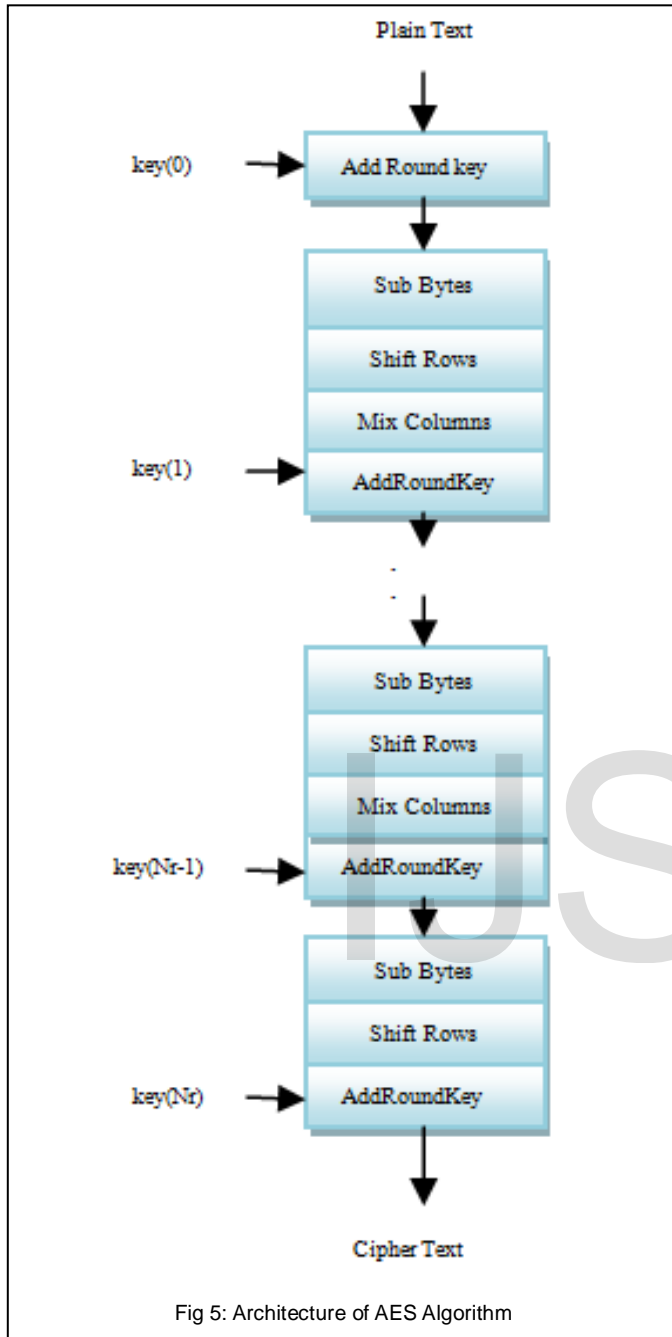 Plain Text
key(0)
Add Round key
Sub Bytes
Shift Rows
Mix Columns
key(1)
AddRoundKey
Sub Bytes
Shift Rows
Mix Columns
key(Nr-1)
AddRoundKey
Sub Bytes
Shift Rows
key(Nr)
AddRoundKey
Cipher Text
Fig 5: Architecture of AES Algorithm
IJS